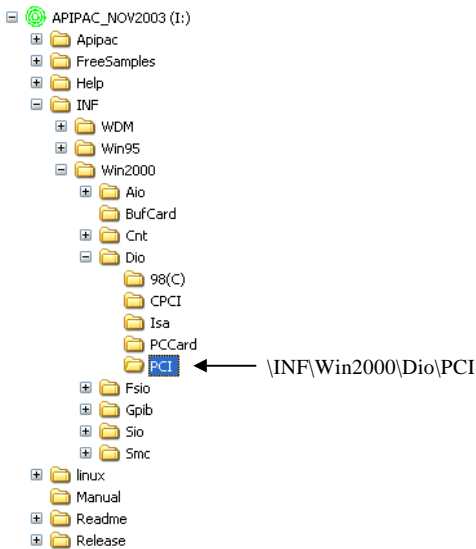 APIPAC_NOV2003 (I:)
Apipac
FreeSamples
Help
INF
WDM
Win95
Win2000
Aio
BufCard
Cnt
Dio
98(C)
CPCI
Isa
PCCard
PCI \INF\Win2000\Dio\PCI
Fsio
Gpib
Sio
Smc
linux
Manual
Readme
Release